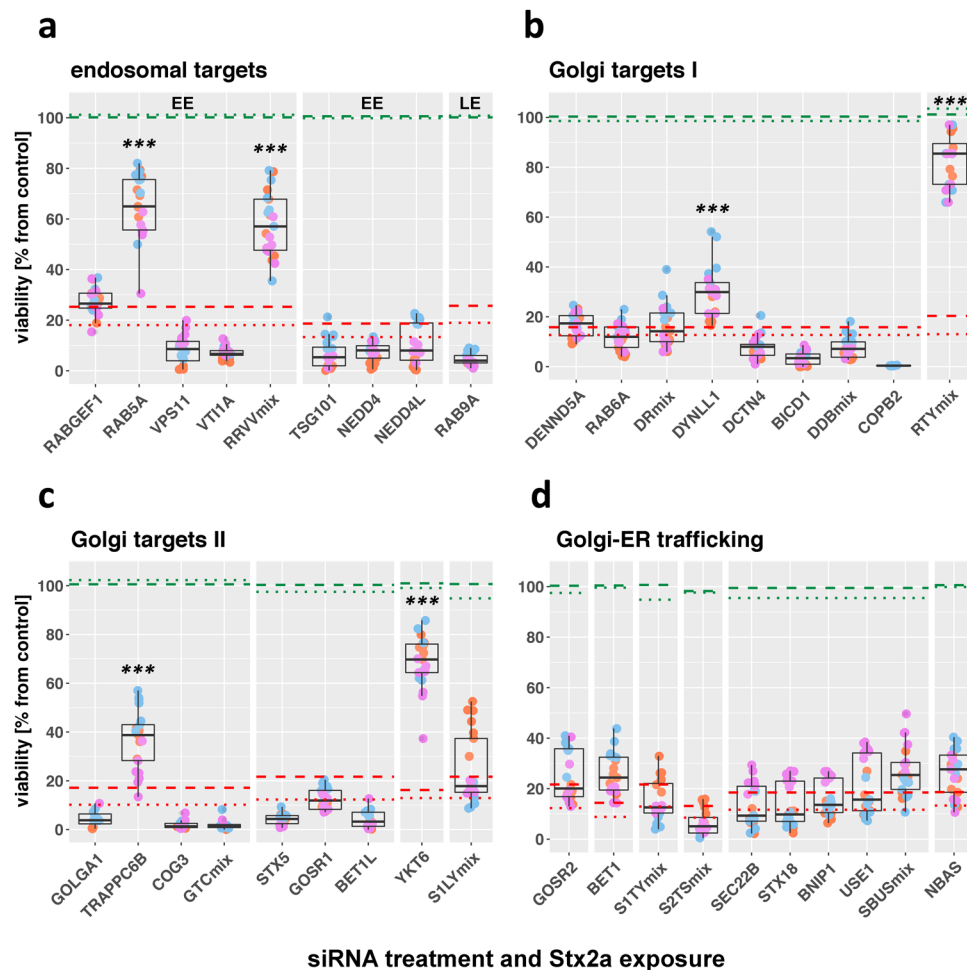 a
endosomal targets
EE EE LE
viability [% from control]
100
80
60
40
20
0
*** ***
RABGEF1 RAB5A VPS11 VTI1A RRVVmix TSG101 NEDD4 NEDD4L RAB9A
b
Golgi targets I
100
80
60
40
20
0
*** ***
DENND5A RAB6A DRmix DYNLL1 DCTN4 BICD1 DDBmix COPB2 RTYmix
c
Golgi targets II
viability [% from control]
100
80
60
40
20
0
*** ***
GOLGA1 TRAPPC6B COG3 GTCmix STX5 GOSR1 BET1L YKT6 S1LYmix
d
Golgi-ER trafficking
100
80
60
40
20
0
GOSR2 BET1 S1TYmix S2TSmix SEC22B STX18 BNIP1 USE1 SBUSmix NBAS
siRNA treatment and Stx2a exposure